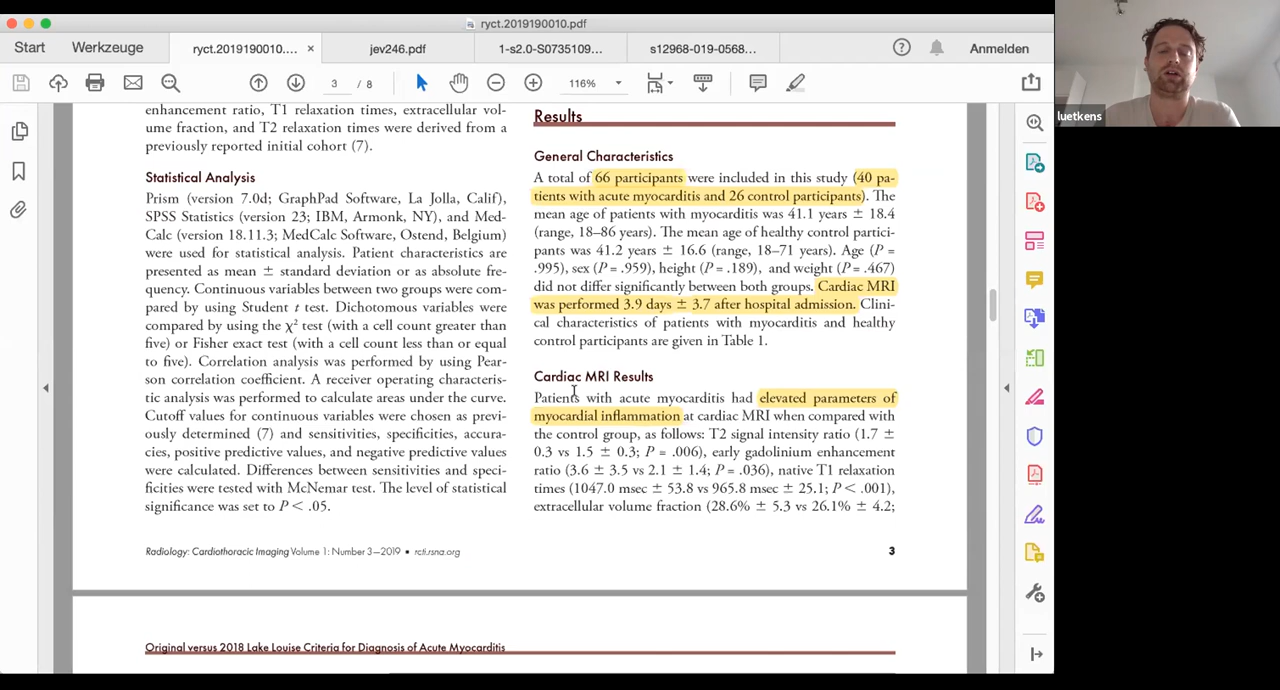 ryct.2019190010.pdf
Start
Werkzeuge
ryct.2019190010....
×
jev246.pdf
1-s2.0-S0735109...
s12968-019-0568...
?
Anmelden
3 / 8
116%
luetkens
enhancement ratio, T1 relaxation times, extracellular vol-
ume fraction, and T2 relaxation times were derived from a
previously reported initial cohort (7).
Statistical Analysis
Prism (version 7.0d; GraphPad Software, La Jolla, Calif),
SPSS Statistics (version 23; IBM, Armonk, NY), and Med-
Calc (version 18.11.3; MedCalc Software, Ostend, Belgium)
were used for statistical analysis. Patient characteristics are
presented as mean ± standard deviation or as absolute fre-
quency. Continuous variables between two groups were com-
pared by using Student t test. Dichotomous variables were
compared by using the χ² test (with a cell count greater than
five) or Fisher exact test (with a cell count less than or equal
to five). Correlation analysis was performed by using Pear-
son correlation coefficient. A receiver operating characteris-
tic analysis was performed to calculate areas under the curve.
Cutoff values for continuous variables were chosen as previ-
ously determined (7) and sensitivities, specificities, accura-
cies, positive predictive values, and negative predictive values
were calculated. Differences between sensitivities and speci-
ficities were tested with McNemar test. The level of statistical
significance was set to P < .05.
Results
General Characteristics
A total of 66 participants were included in this study (40 pa-
tients with acute myocarditis and 26 control participants). The
mean age of patients with myocarditis was 41.1 years ± 18.4
(range, 18–86 years). The mean age of healthy control partici-
pants was 41.2 years ± 16.6 (range, 18–71 years). Age (P =
.995), sex (P = .959), height (P = .189), and weight (P = .467)
did not differ significantly between both groups. Cardiac MRI
was performed 3.9 days ± 3.7 after hospital admission. Clini-
cal characteristics of patients with myocarditis and healthy
control participants are given in Table 1.
Cardiac MRI Results
Patients with acute myocarditis had elevated parameters of
myocardial inflammation at cardiac MRI when compared with
the control group, as follows: T2 signal intensity ratio (1.7 ±
0.3 vs 1.5 ± 0.3; P = .006), early gadolinium enhancement
ratio (3.6 ± 3.5 vs 2.1 ± 1.4; P = .036), native T1 relaxation
times (1047.0 msec ± 53.8 vs 965.8 msec ± 25.1; P < .001),
extracellular volume fraction (28.6% ± 5.3 vs 26.1% ± 4.2;
Radiology: Cardiothoracic Imaging Volume 1: Number 3—2019 • rcti.rsna.org
3
Original versus 2018 Lake Louise Criteria for Diagnosis of Acute Myocarditis